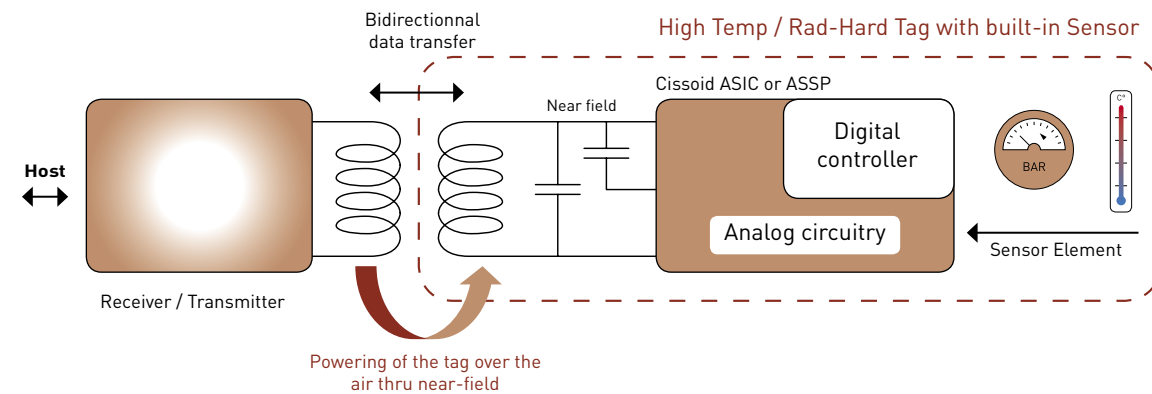 Bidirectionnal
data transfer
High Temp / Rad-Hard Tag with built-in Sensor
Cissoid ASIC or ASSP
Near field
Digital
controller
C°
BAR
Host
Analog circuitry
Sensor Element
Receiver / Transmitter
Powering of the tag over the
air thru near-field